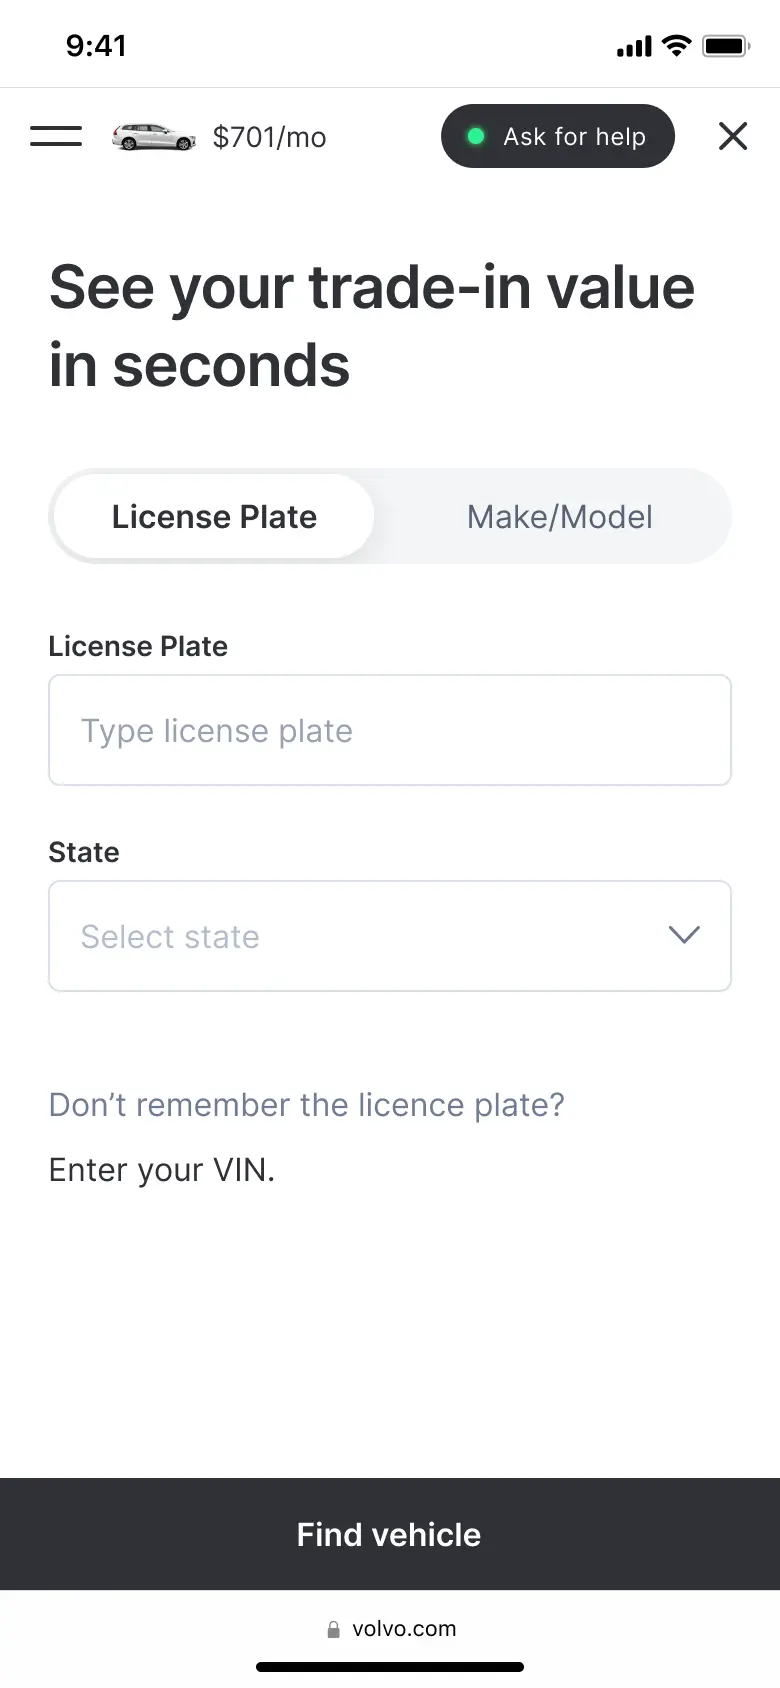 9:41
$701/mo
Ask for help
See your trade-in value
in seconds
License Plate
Make/Model
License Plate
Type license plate
State
Select state
Don’t remember the licence plate?
Enter your VIN.
Find vehicle
volvo.com